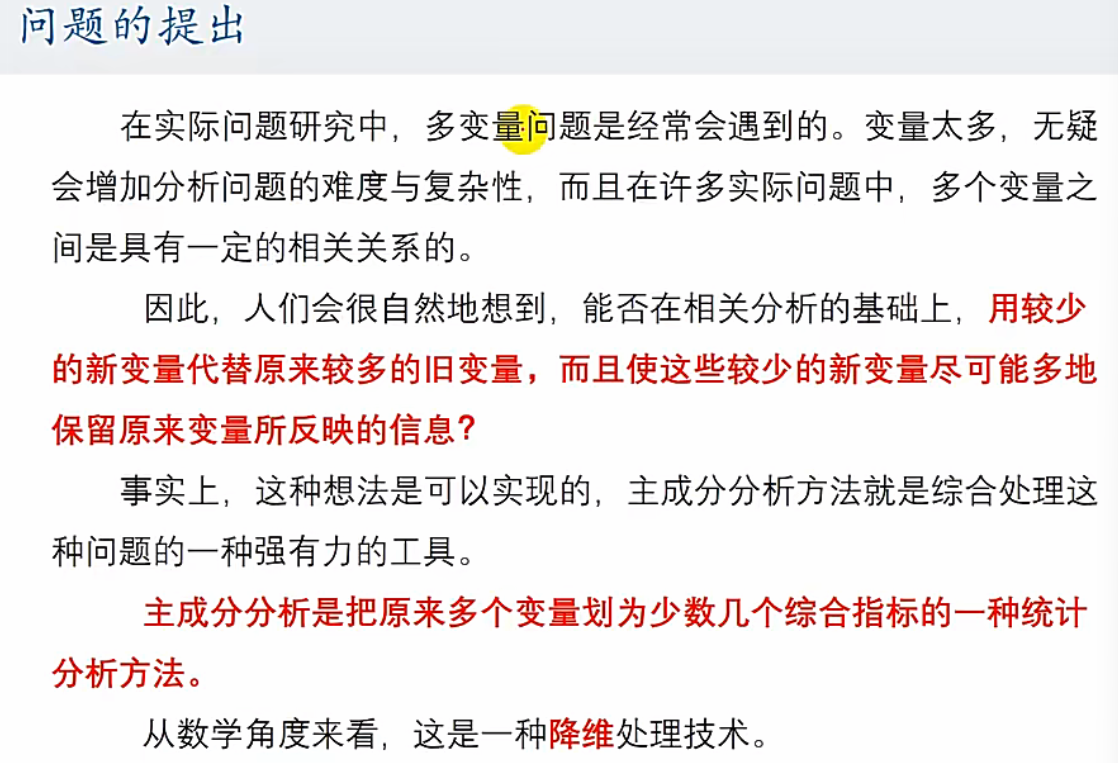 问题的提出
在实际问题研究中，多变量问题是经常会遇到的。变量太多，无疑
会增加分析问题的难度与复杂性，而且在许多实际问题中，多个变量之
间是具有一定的相关关系的。
因此，人们会很自然地想到，能否在相关分析的基础上，用较少
的新变量代替原来较多的旧变量，而且使这些较少的新变量尽可能多地
保留原来变量所反映的信息？
事实上，这种想法是可以实现的，主成分分析方法就是综合处理这
种问题的一种强有力的工具。
主成分分析是把原来多个变量划为少数几个综合指标的一种统计
分析方法。
从数学角度来看，这是一种降维处理技术。